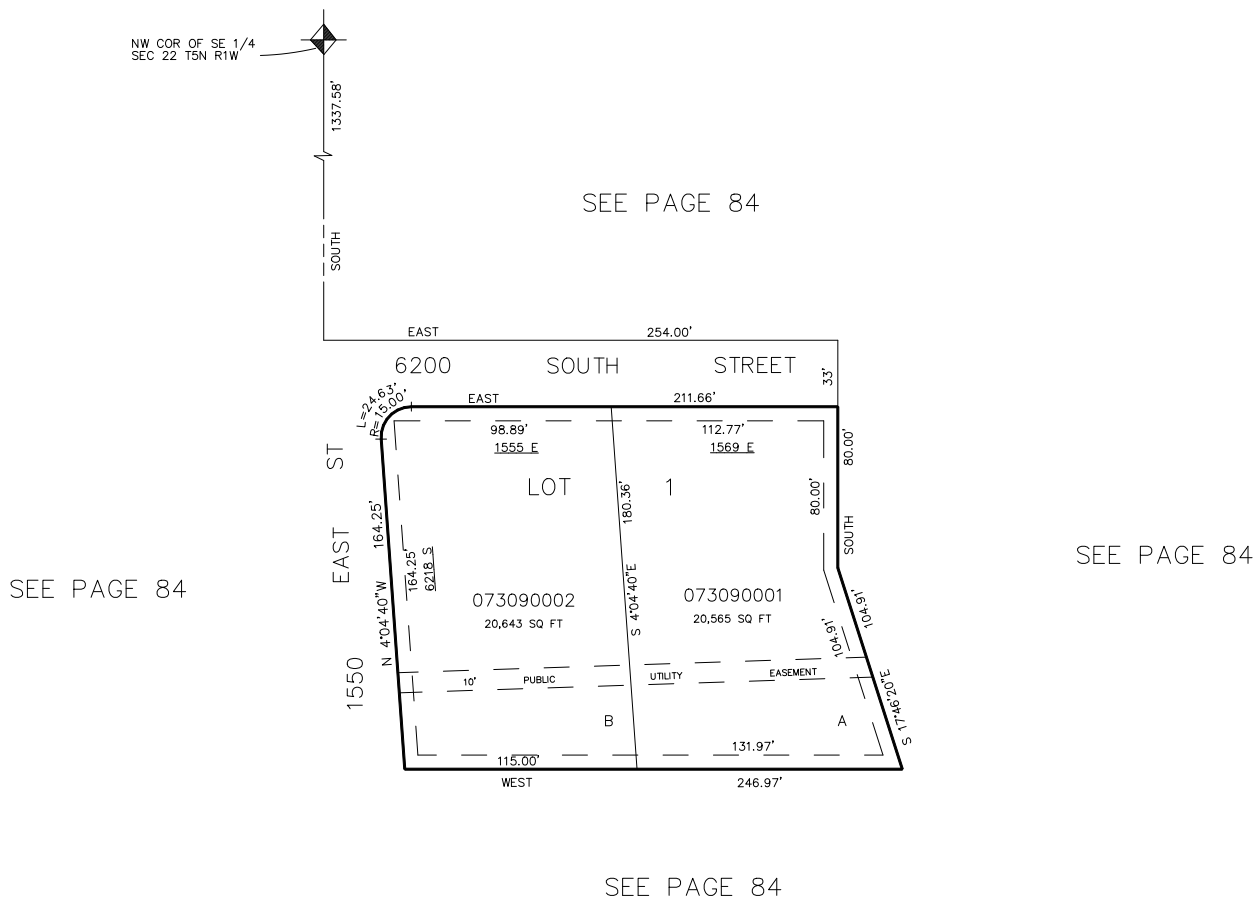 NW COR OF SE 1/4
SEC 22 T5N R1W
1337.58'
SOUTH
SEE PAGE 84
EAST 254.00'
6200 SOUTH STREET
33'
L=24.63'
R=15.00'
EAST 211.66'
98.89' 112.77'
1555 E 1569 E
LOT 1
80.00'
80.00'
SOUTH
180.36'
S 4°04'40"E
164.25'
N 4°04'40"W
164.25'
6218 S
1550 EAST ST
SEE PAGE 84
SEE PAGE 84
073090002 073090001
20,643 SQ FT 20,565 SQ FT
104.91'
104.91'
S 17°46'20"E
10' PUBLIC UTILITY EASEMENT
B A
115.00' 131.97'
WEST 246.97'
SEE PAGE 84